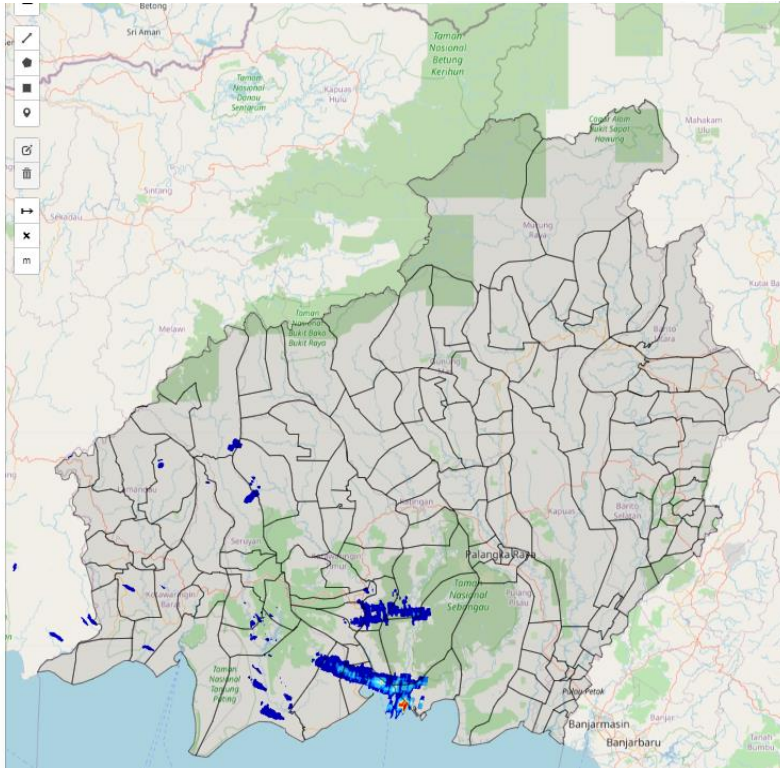 Betong
Sri Aman
Taman
Nasional
Betung
Kerihun
Taman
Nasional
Danau
Sentarum
Kapuas
Hulu
Cagar Alam
Bukit Sapat
Hawung
Mahakam
Ulu
Sintang
Sekadau
Murung
Raya
Kutai Ba
Melawi
Taman
Nasional
Bukit Baka
Bukit Raya
Barito
Utara
Gunung
Lamandau
Katingan
Kapuas
Barito
Selatan
Seruyan
Timur
Palangka Raya
Kotawaringin
Barat
Taman
Nasional
Sebangau
Pulang
Pisau
Taman
Nasional
Tanjung
Puting
Pulau Petak
Banjarmasin
Banjar
Banjarbaru
Tanah
Bumbu
m